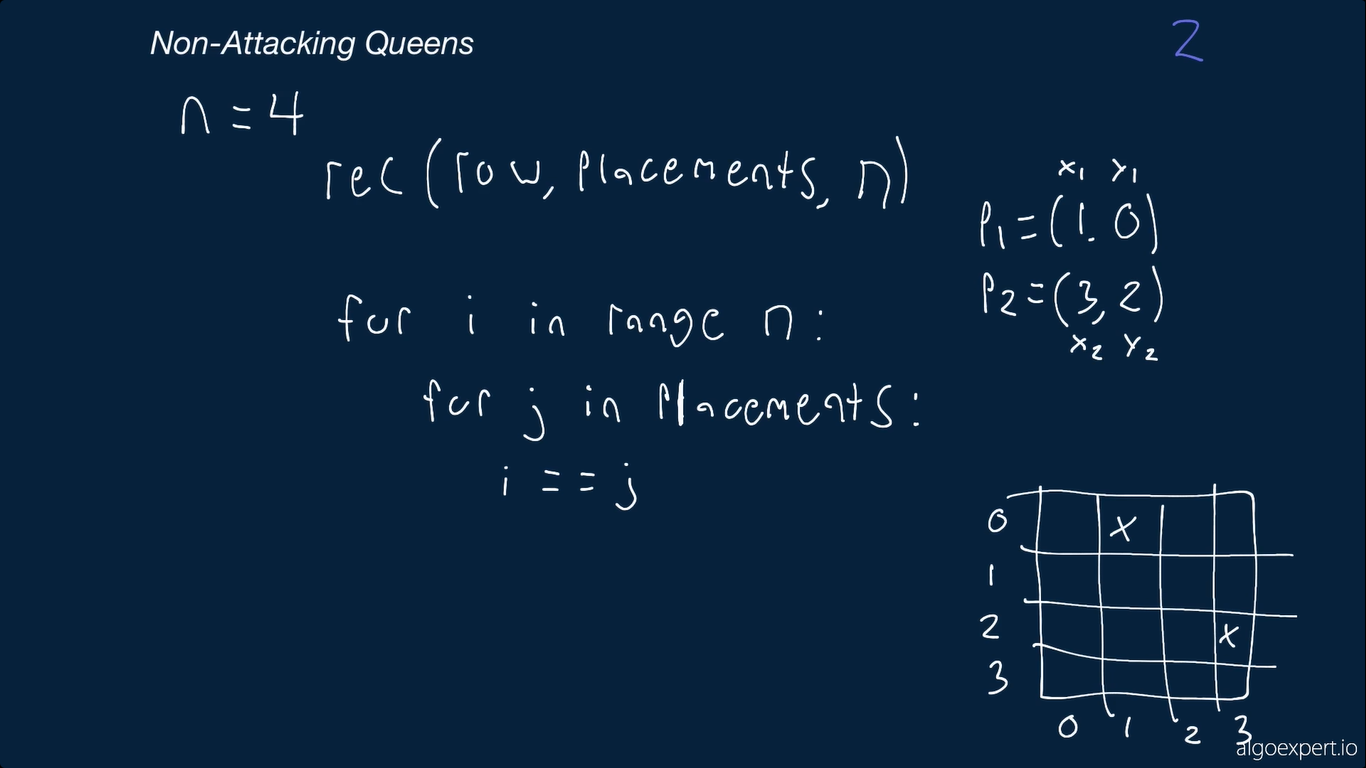 Non-Attacking Queens
2
n = 4
rec (row, Placements, n)
x1 y1
P1 = (1. 0)
P2 = (3, 2)
x2 y2
for i in range n :
for j in Placements :
i == j
0 x
1
2 x
3
0 1 2 3
algoexpert.io